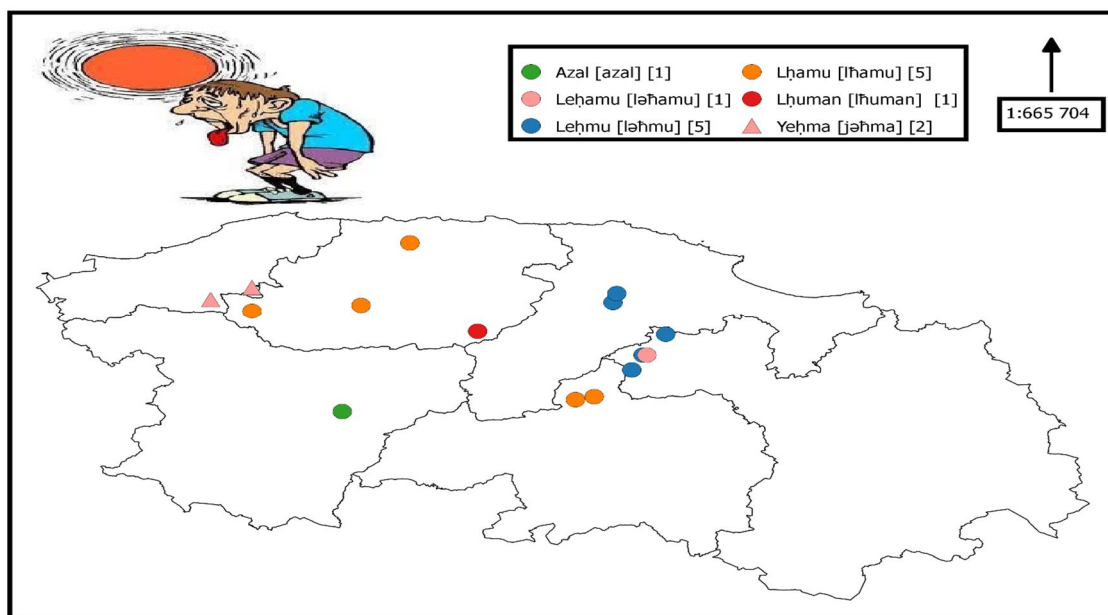 Azal [azal] [1]
Leḥamu [ləħamu] [1]
Leḥmu [ləħmu] [5]
Lḥamu [lħamu] [5]
Lḥuman [lħuman] [1]
Yeḥma [jəħma] [2]
1:665 704